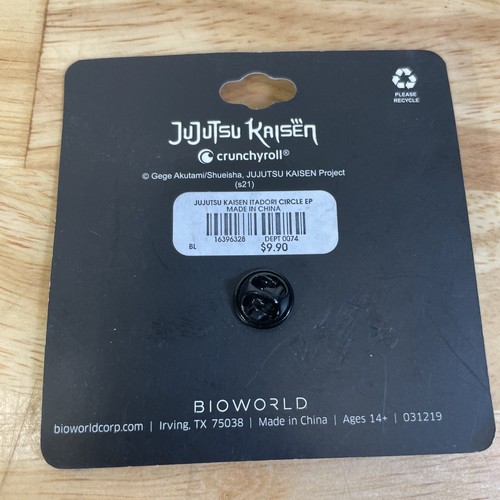 PLEASE
RECYCLE
JUJUTSU KAISEN
crunchyroll®
© Gege Akutami/Shueisha, JUJUTSU KAISEN Project
(s21)
JUJUTSU KAISEN ITADORI CIRCLE EP
MADE IN CHINA
16396328 DEPT 0074
BL $9.90
BIOWORLD
bioworldcorp.com | Irving, TX 75038 | Made in China | Ages 14+ | 031219